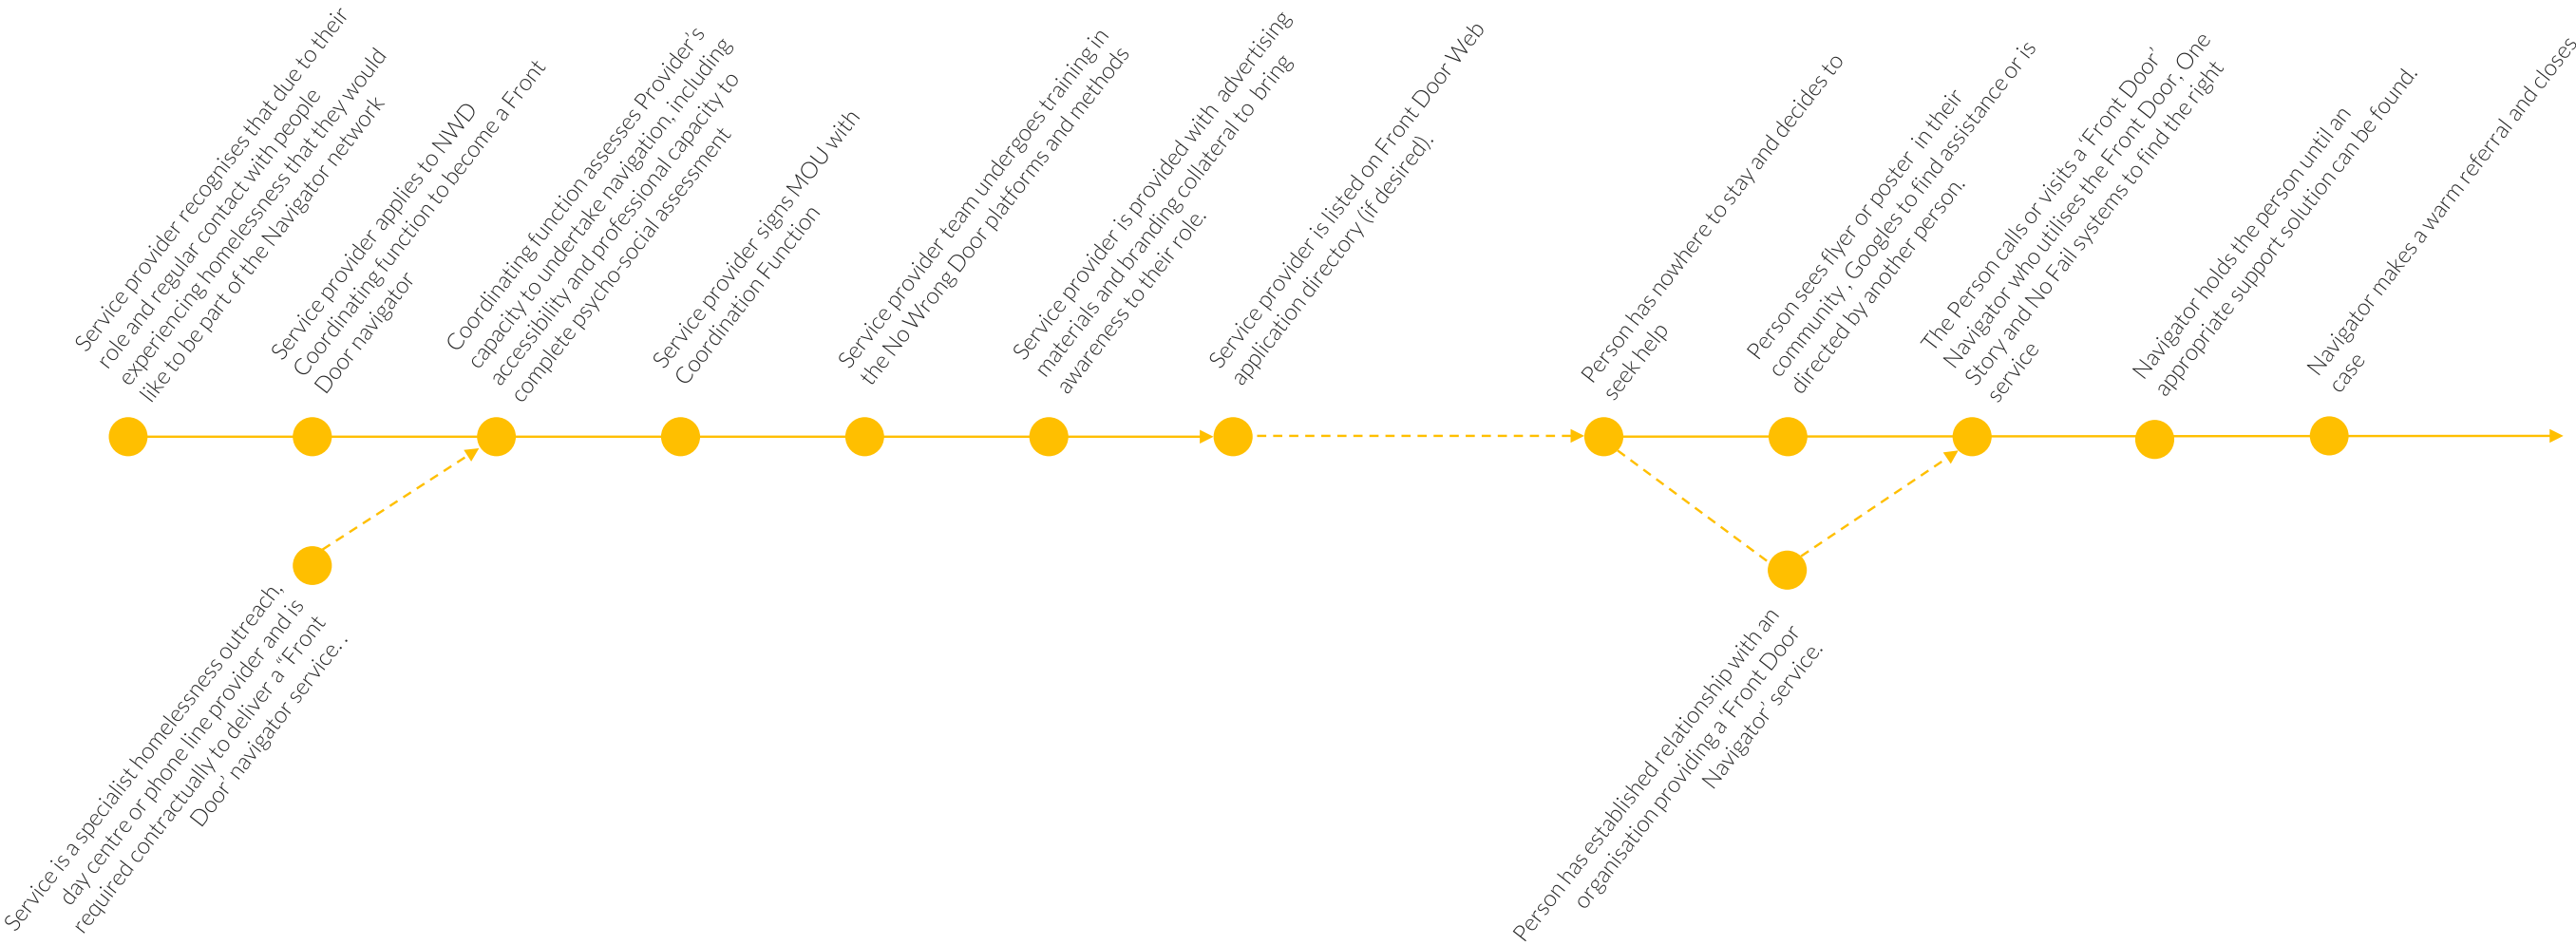 Service provider recognises that due to their
role and regular contact with people
experiencing homelessness that they would
like to be part of the Navigator network
Service provider applies to NWD
Coordinating function to become a Front
Door navigator
Coordinating function assesses Provider's
capacity to undertake navigation, including
accessibility and professional capacity to
complete psycho-social assessment
Service provider signs MOU with
Coordination Function
Service provider team undergoes training in
the No Wrong Door platforms and methods
Service provider is provided with advertising
materials and branding collateral to bring
awareness to their role.
Service provider is listed on Front Door Web
application directory (if desired).
Person has nowhere to stay and decides to
seek help
Person sees flyer or poster in their
community, Googles to find assistance or is
directed by another person.
The Person calls or visits a ‘Front Door’
Navigator who utilises the Front Door, One
Story and No Fail systems to find the right
service
Navigator holds the person until an
appropriate support solution can be found.
Navigator makes a warm referral and closes
case
Service is a specialist homelessness outreach,
day centre or phone line provider and is
required contractually to deliver a “Front
Door’ navigator service. .
Person has established relationship with an
organisation providing a ‘Front Door
Navigator’ service.